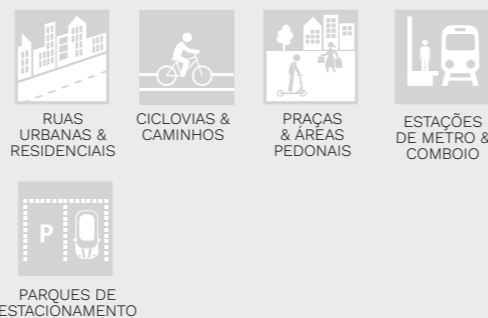 RUAS
URBANAS &
RESIDENCIAIS
CICLOVIAS &
CAMINHOS
PRAÇAS
& ÁREAS
PEDONAIS
ESTAÇÕES
DE METRO &
COMBOIO
P
PARQUES DE
ESTACIONAMENTO